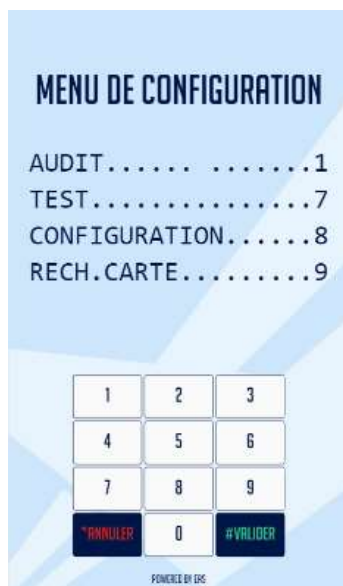 MENU DE CONFIGURATION
AUDIT...... .......1
TEST...............7
CONFIGURATION......8
RECH.CARTE.........9
1 2 3
4 5 6
7 8 9
*ANNULER 0 #VALIDER
POWERED BY ERS